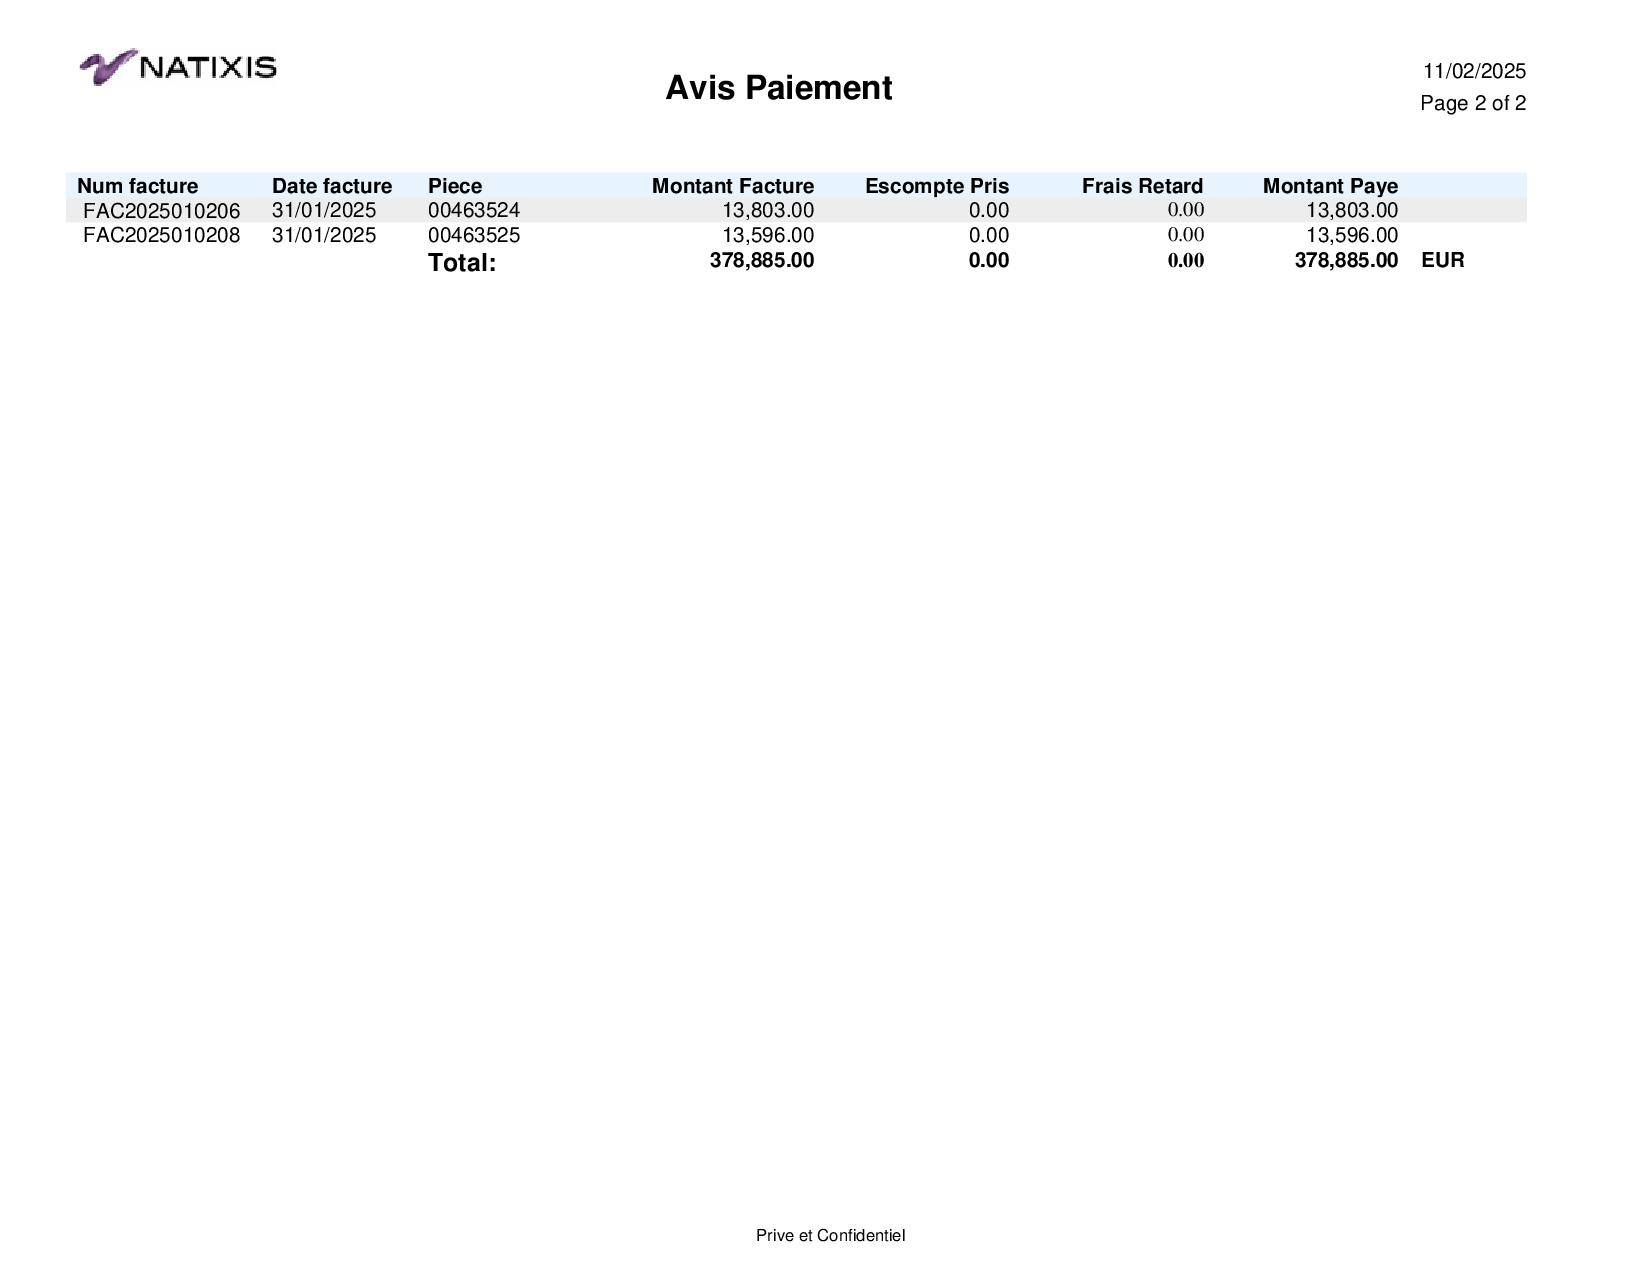 NATIXIS
Avis Paiement
11/02/2025
Page 2 of 2
Num facture Date facture Piece Montant Facture Escompte Pris Frais Retard Montant Paye
FAC2025010206 31/01/2025 00463524 13,803.00 0.00 0.00 13,803.00
FAC2025010208 31/01/2025 00463525 13,596.00 0.00 0.00 13,596.00
Total: 378,885.00 0.00 0.00 378,885.00 EUR
Prive et Confidentiel